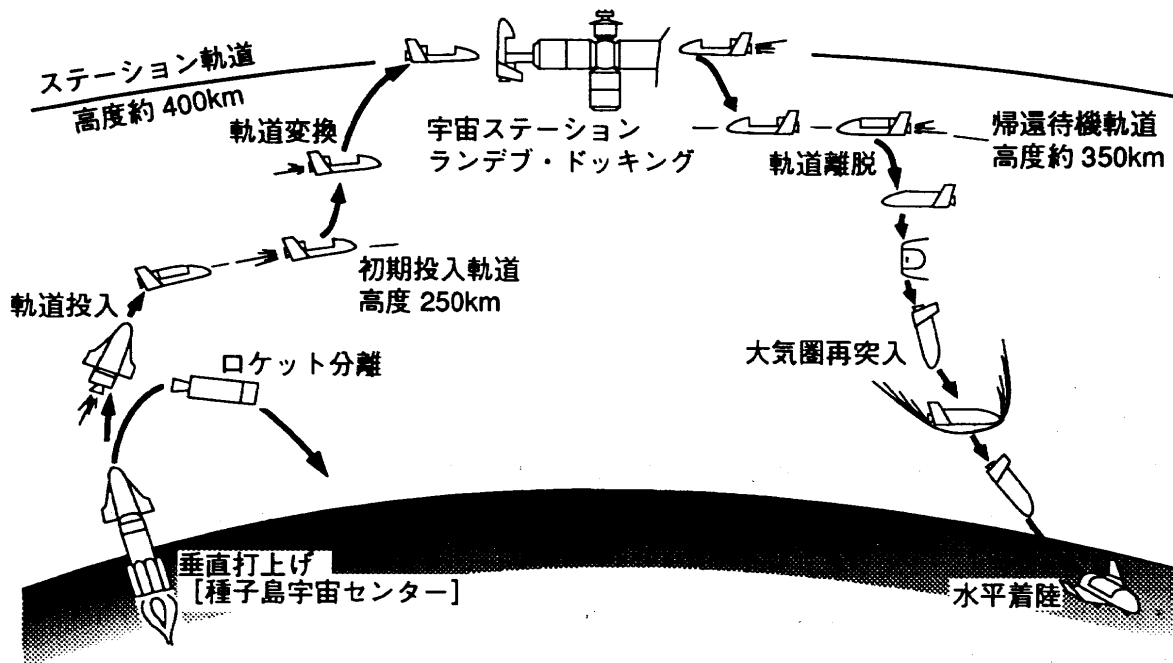 ステーション軌道
高度約 400km
軌道変換
宇宙ステーション
ランデブ・ドッキング
帰還待機軌道
高度約 350km
軌道離脱
初期投入軌道
高度 250km
軌道投入
ロケット分離
大気圏再突入
垂直打上げ
[種子島宇宙センター]
水平着陸